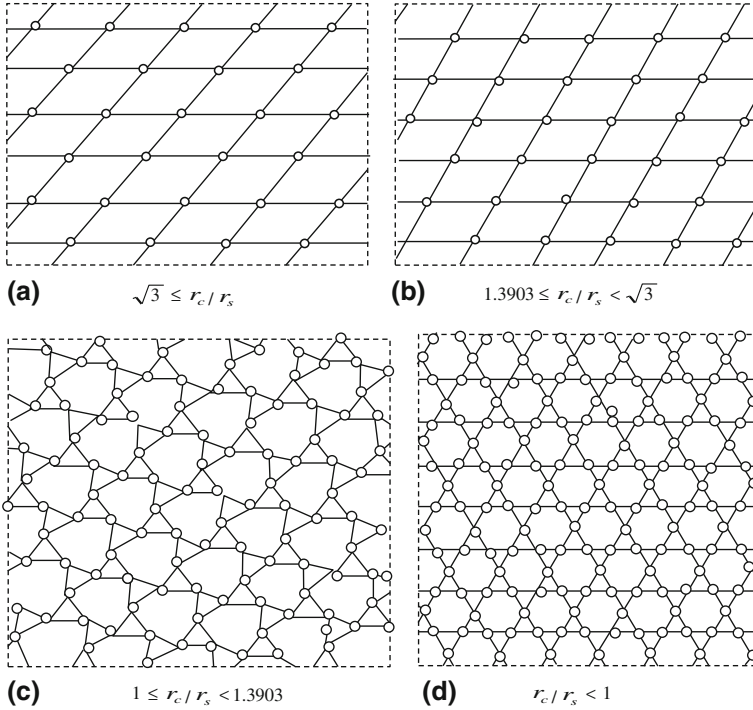 (a) √3 ≤ r_c / r_s
(b) 1.3903 ≤ r_c / r_s < √3
(c) 1 ≤ r_c / r_s < 1.3903
(d) r_c / r_s < 1